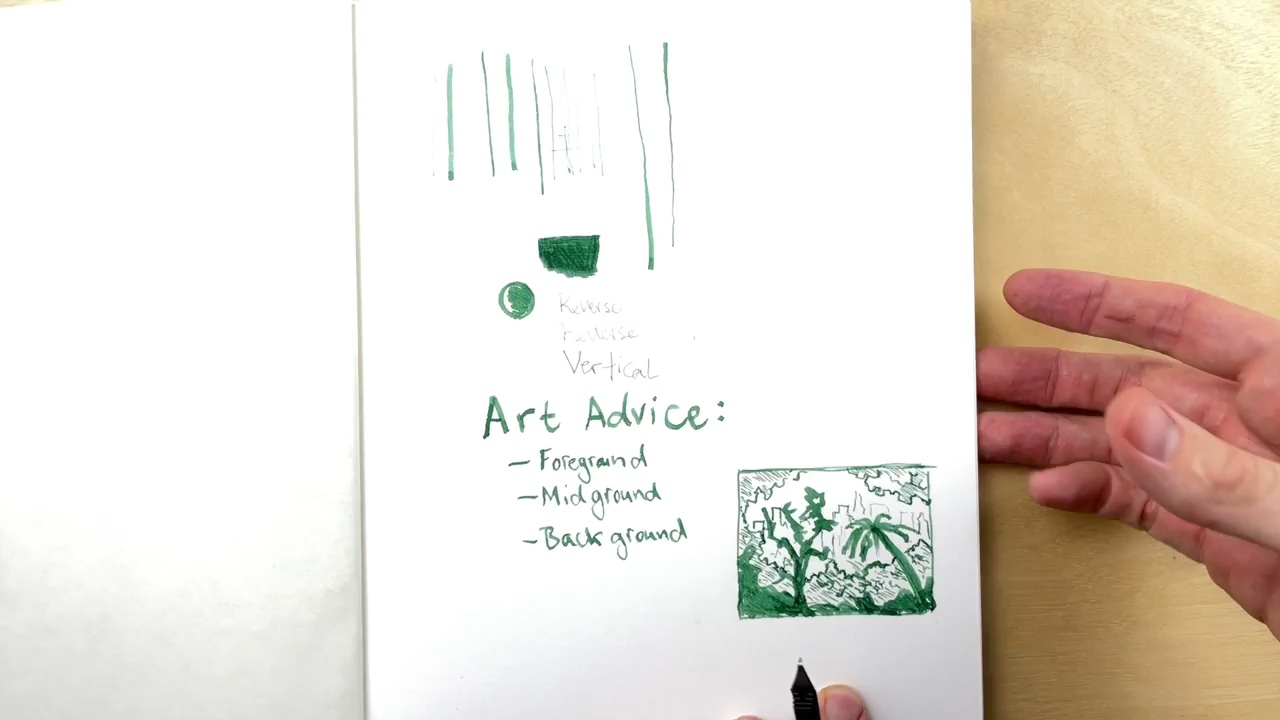 Reverse
Reverse
Vertical
Art Advice:
– Foreground
– Midground
– Background